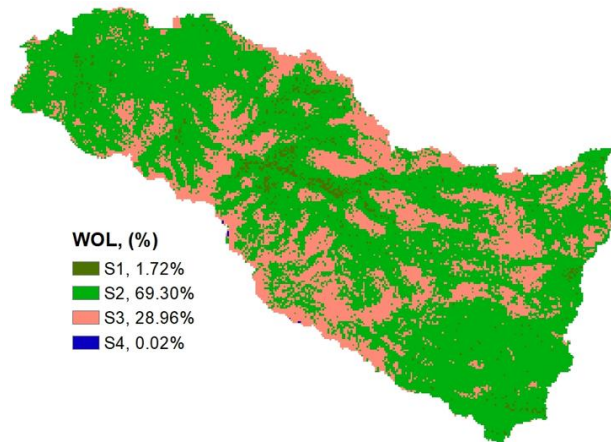 WOL, (%)
S1, 1.72%
S2, 69.30%
S3, 28.96%
S4, 0.02%